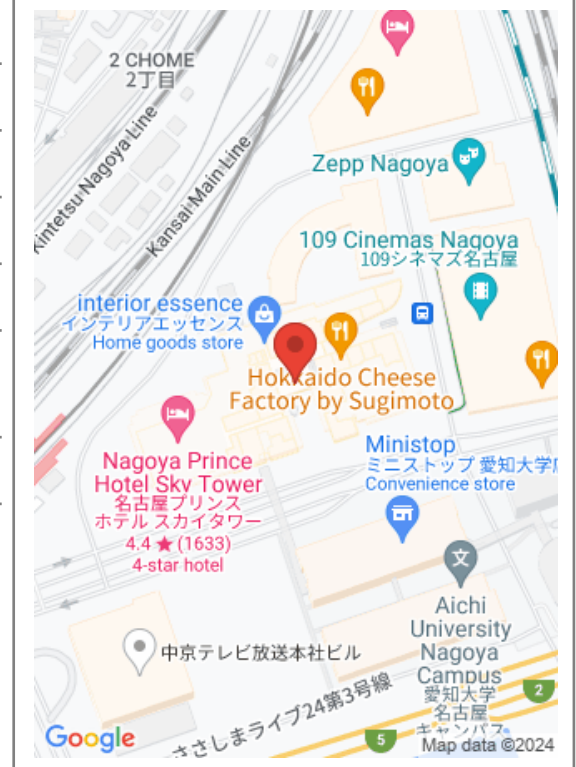 2 CHOME
2丁目
Kintetsu Nagoya Line
Kansai Main Line
Zepp Nagoya
109 Cinemas Nagoya
109シネマズ名古屋
interior essence
インテリアエッセンス
Home goods store
Hokkaido Cheese
Factory by Sugimoto
Nagoya Prince
Hotel Sky Tower
名古屋プリンス
ホテル スカイタワー
4.4 ★ (1633)
4-star hotel
Ministop
ミニストップ 愛知大学
Convenience store
文
Aichi
University
Nagoya
Campus
愛知大学
名古屋
キャンパス
中京テレビ放送本社ビル
ささしまライブ24第3号線
2
5
Google
Map data ©2024